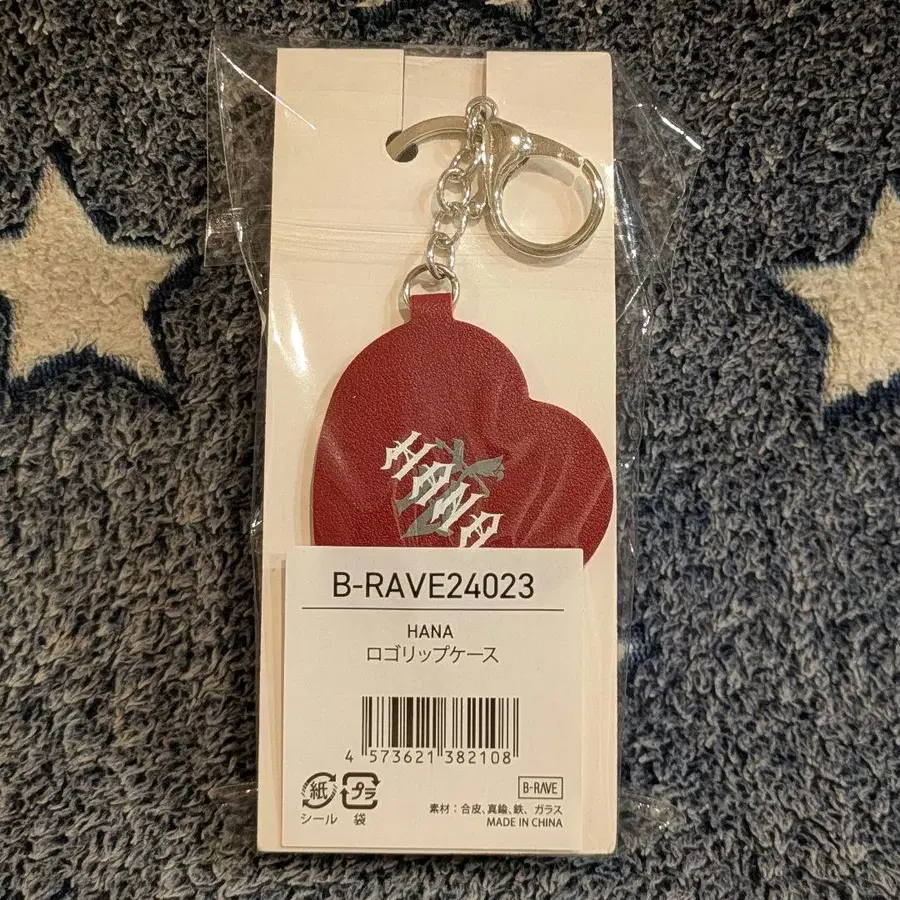 HANA
B-RAVE24023
HANA
ロゴリップケース
4 573621 382108
紙
プラ
シール 袋
B-RAVE
素材：合皮、真鍮、鉄、ガラス
MADE IN CHINA